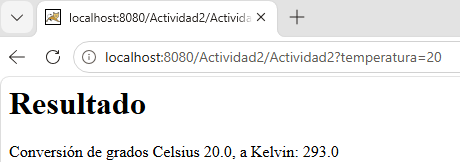 localhost:8080/Actividad2/Activida
localhost:8080/Actividad2/Actividad2?temperatura=20
Resultado
Conversión de grados Celsius 20.0, a Kelvin: 293.0